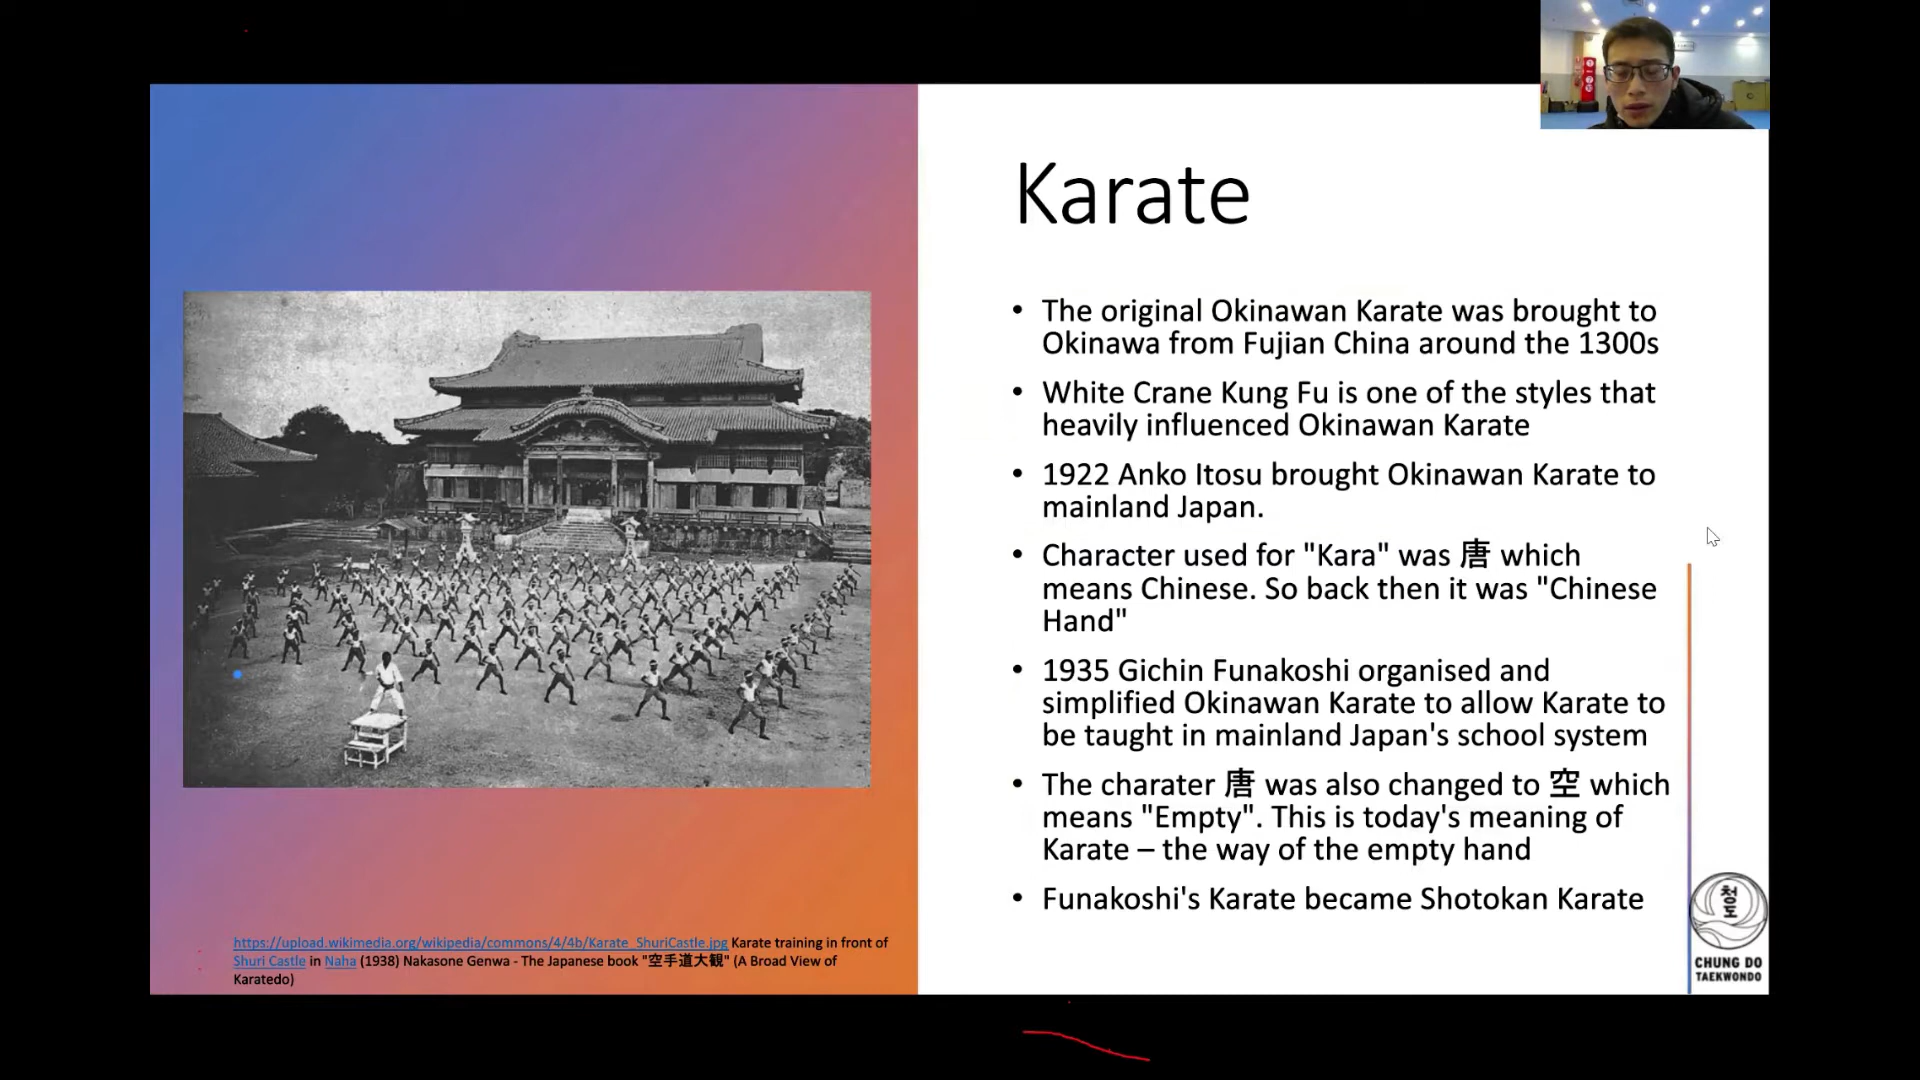 Karate
• The original Okinawan Karate was brought to
Okinawa from Fujian China around the 1300s
• White Crane Kung Fu is one of the styles that
heavily influenced Okinawan Karate
• 1922 Anko Itosu brought Okinawan Karate to
mainland Japan.
• Character used for "Kara" was 唐 which
means Chinese. So back then it was "Chinese
Hand"
• 1935 Gichin Funakoshi organised and
simplified Okinawan Karate to allow Karate to
be taught in mainland Japan's school system
• The charater 唐 was also changed to 空 which
means "Empty". This is today's meaning of
Karate – the way of the empty hand
• Funakoshi's Karate became Shotokan Karate
https://upload.wikimedia.org/wikipedia/commons/4/4b/Karate_ShuriCastle.jpg Karate training in front of
Shuri Castle in Naha (1938) Nakasone Genwa - The Japanese book "空手道大観" (A Broad View of
Karatedo)
청도
CHUNG DO
TAEKWONDO